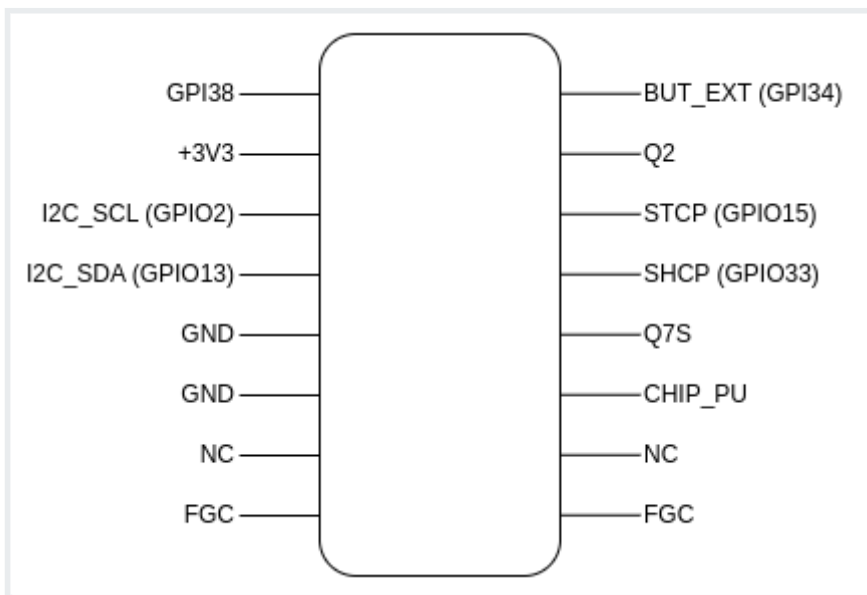 GPI38
BUT_EXT (GPI34)
+3V3
Q2
I2C_SCL (GPIO2)
STCP (GPIO15)
I2C_SDA (GPIO13)
SHCP (GPIO33)
GND
Q7S
GND
CHIP_PU
NC
NC
FGC
FGC